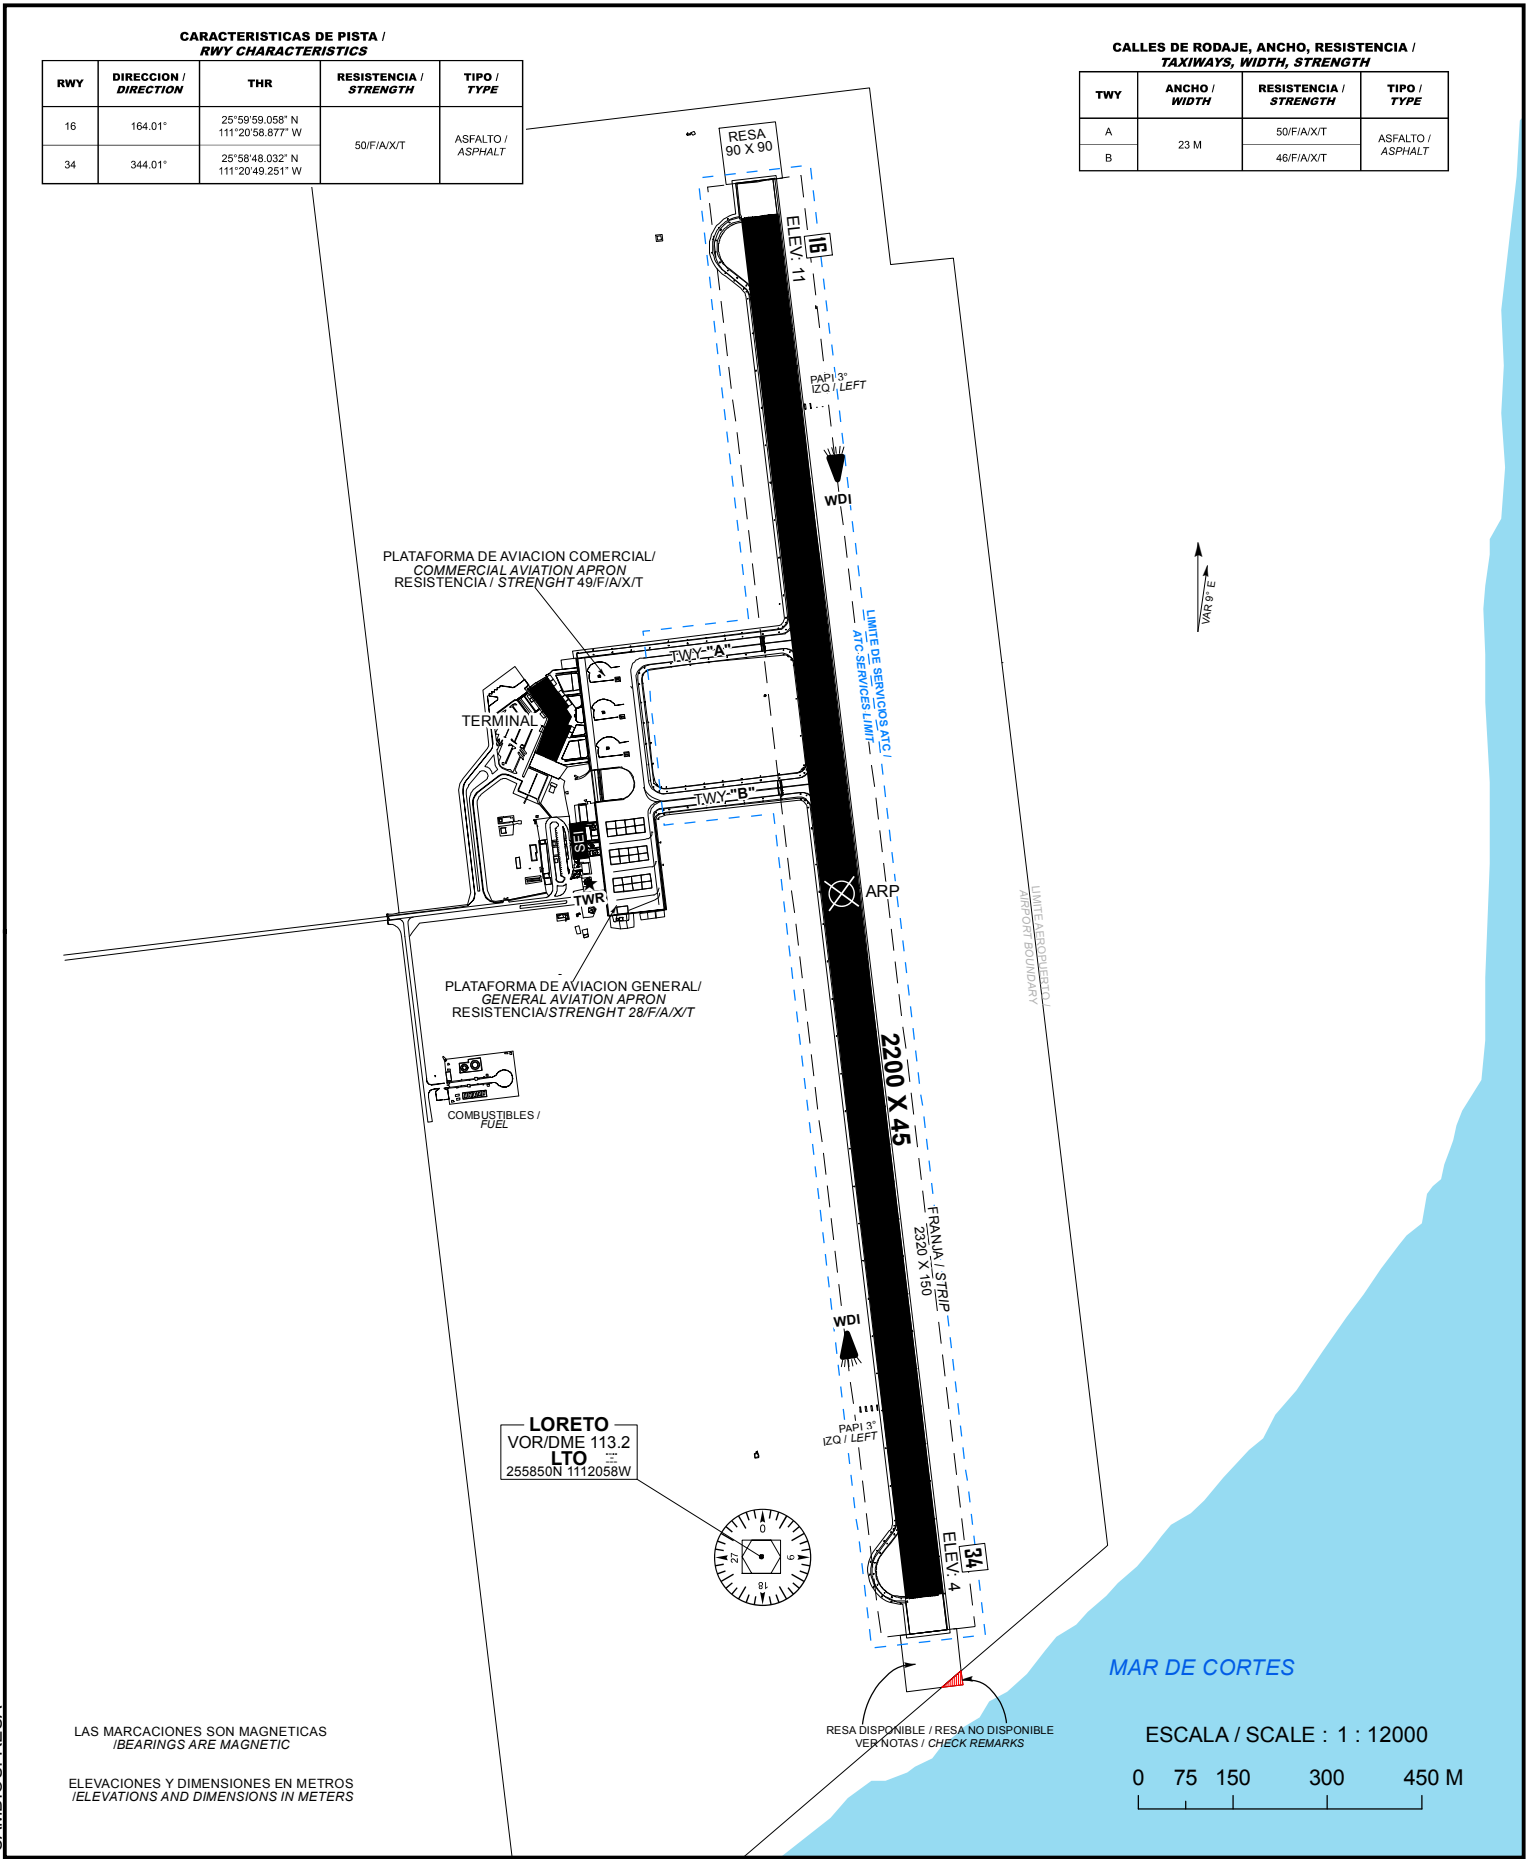 CARACTERISTICAS DE PISTA /
RWY CHARACTERISTICS
RWY
DIRECCION /
DIRECTION
THR
RESISTENCIA /
STRENGTH
TIPO /
TYPE
16
164.01°
25°59'59.058" N
111°20'58.877" W
50/F/A/X/T
ASFALTO /
ASPHALT
34
344.01°
25°58'48.032" N
111°20'49.251" W
CALLES DE RODAJE, ANCHO, RESISTENCIA /
TAXIWAYS, WIDTH, STRENGTH
TWY
ANCHO /
WIDTH
RESISTENCIA /
STRENGTH
TIPO /
TYPE
A
23 M
50/F/A/X/T
ASFALTO /
ASPHALT
B
46/F/A/X/T
RESA
90 X 90
16
ELEV: 11
PAPI 3°
IZQ / LEFT
WDI
PLATAFORMA DE AVIACION COMERCIAL/
COMMERCIAL AVIATION APRON
RESISTENCIA / STRENGHT 49/F/A/X/T
VAR 9° E
LIMITE DE SERVICIOS ATC /
ATC SERVICES LIMIT
TWY "A"
TERMINAL
TWY "B"
SEI
TWR
ARP
LIMITE AEROPUERTO /
AIRPORT BOUNDARY
PLATAFORMA DE AVIACION GENERAL/
GENERAL AVIATION APRON
RESISTENCIA/STRENGHT 28/F/A/X/T
2200 X 45
COMBUSTIBLES /
FUEL
FRANJA / STRIP
2320 X 150
WDI
PAPI 3°
IZQ / LEFT
LORETO
VOR/DME 113.2
LTO
255850N 1112058W
0
9
18
27
34
ELEV: 4
MAR DE CORTES
RESA DISPONIBLE / RESA NO DISPONIBLE
VER NOTAS / CHECK REMARKS
LAS MARCACIONES SON MAGNETICAS
/BEARINGS ARE MAGNETIC
ELEVACIONES Y DIMENSIONES EN METROS
/ELEVATIONS AND DIMENSIONS IN METERS
ESCALA / SCALE : 1 : 12000
0 75 150 300 450 M